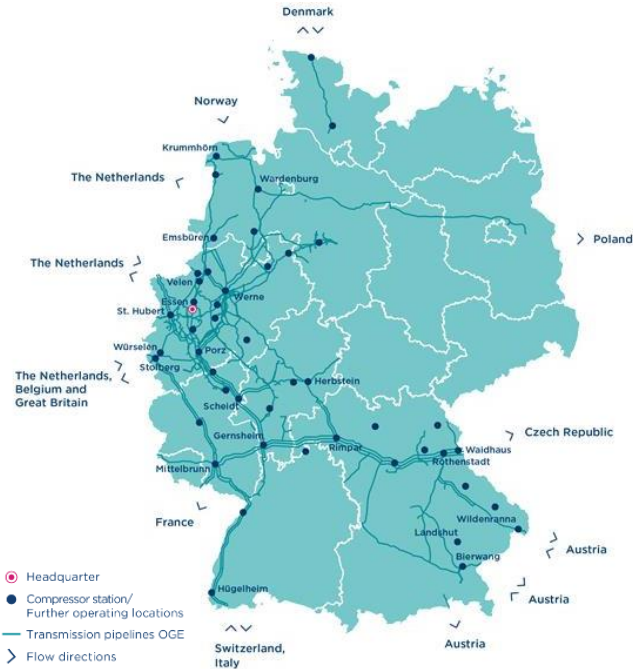 Denmark
Norway
Krummhörn
The Netherlands
Wardenburg
Emsbüren
Poland
The Netherlands
Velen
Werne
Essen
St. Hubert
Würselen
Porz
Stolberg
The Netherlands,
Belgium and
Great Britain
Herbstein
Scheidt
Gernsheim
Rimpar
Czech Republic
Waidhaus
Rothenstadt
Mittelbrunn
France
Wildenranna
Landshut
Austria
Bierwang
Headquarter
Compressor station/
Further operating locations
Hügelheim
Austria
Transmission pipelines OGE
Flow directions
Switzerland,
Italy
Austria